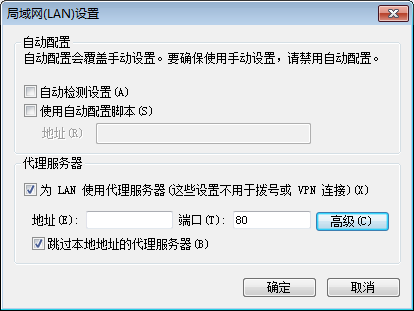 局域网(LAN)设置
自动配置
自动配置会覆盖手动设置。要确保使用手动设置，请禁用自动配置。
自动检测设置(A)
使用自动配置脚本(S)
地址(R)
代理服务器
为 LAN 使用代理服务器(这些设置不用于拨号或 VPN 连接)(X)
地址(E): 端口(T): 80 高级(C)
跳过本地地址的代理服务器(B)
确定 取消